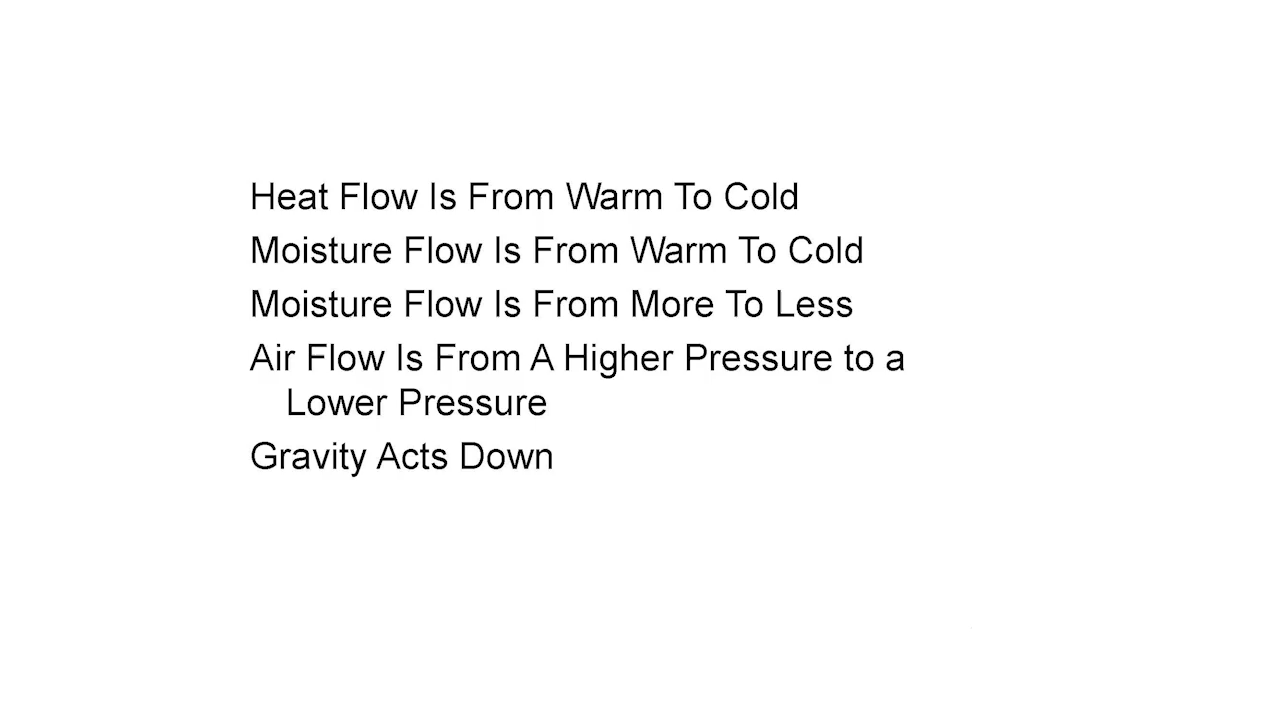 Heat Flow Is From Warm To Cold
Moisture Flow Is From Warm To Cold
Moisture Flow Is From More To Less
Air Flow Is From A Higher Pressure to a
Lower Pressure
Gravity Acts Down